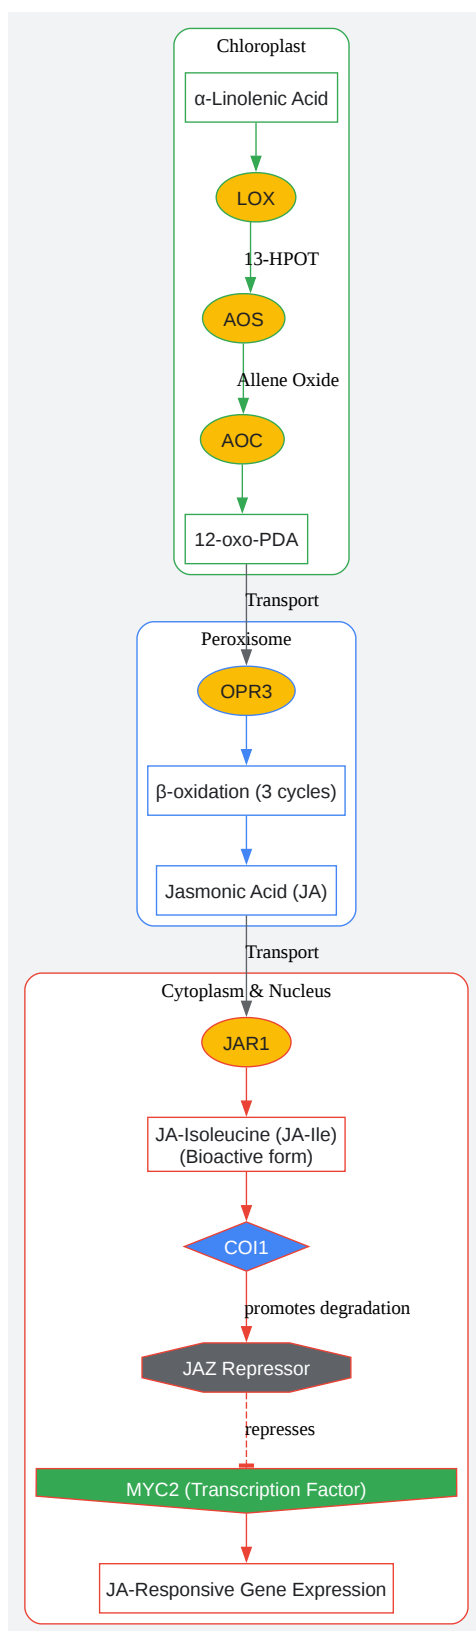 Chloroplast
α-Linolenic Acid
LOX
13-HPOT
AOS
Allene Oxide
AOC
12-oxo-PDA
Transport
Peroxisome
OPR3
β-oxidation (3 cycles)
Jasmonic Acid (JA)
Transport
Cytoplasm & Nucleus
JAR1
JA-Isoleucine (JA-Ile)
(Bioactive form)
COI1
promotes degradation
JAZ Repressor
represses
MYC2 (Transcription Factor)
JA-Responsive Gene Expression